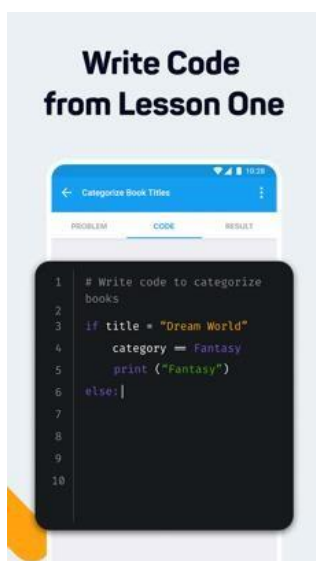 Write Code
from Lesson One
10:28
Categorize Book Titles
PROBLEM CODE RESULT
1 # Write code to categorize
books
2
3 if title = "Dream World"
4 category == Fantasy
5 print ("Fantasy")
6 else:
7
8
9
10